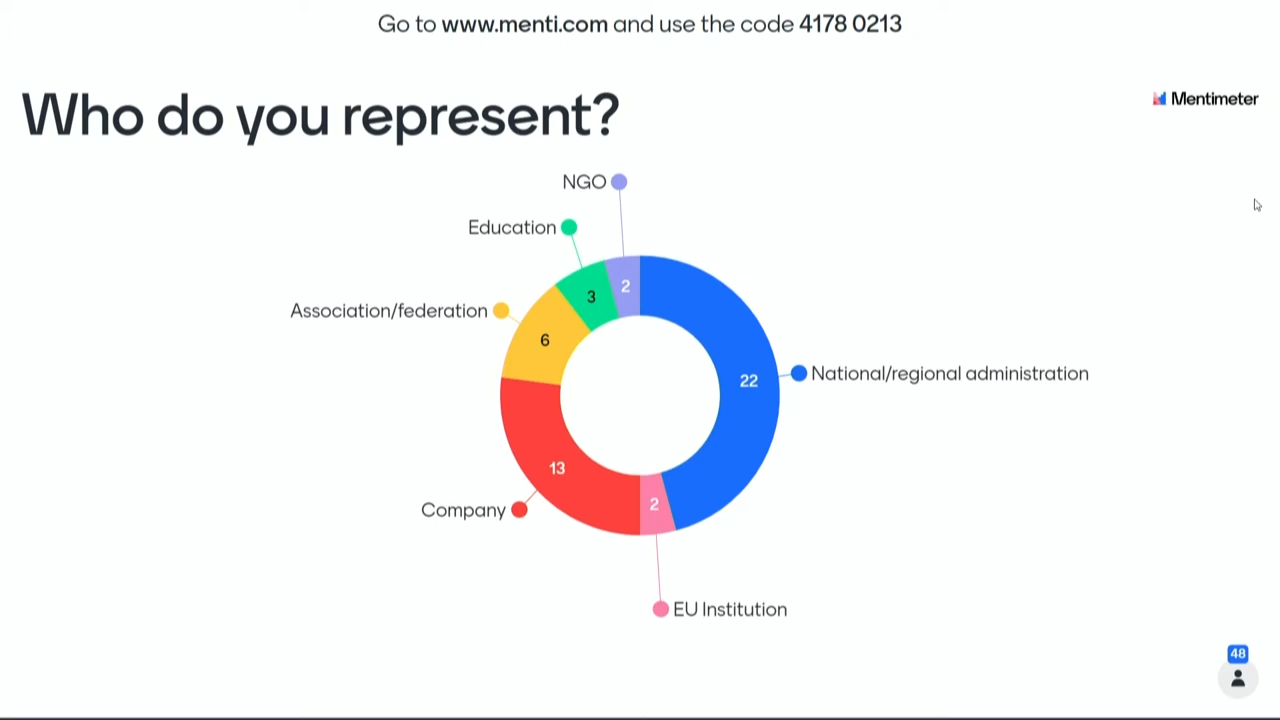 Go to www.menti.com and use the code 4178 0213
Who do you represent?
Mentimeter
NGO
Education
2
3
Association/federation
6
National/regional administration
22
13
2
Company
EU Institution
48